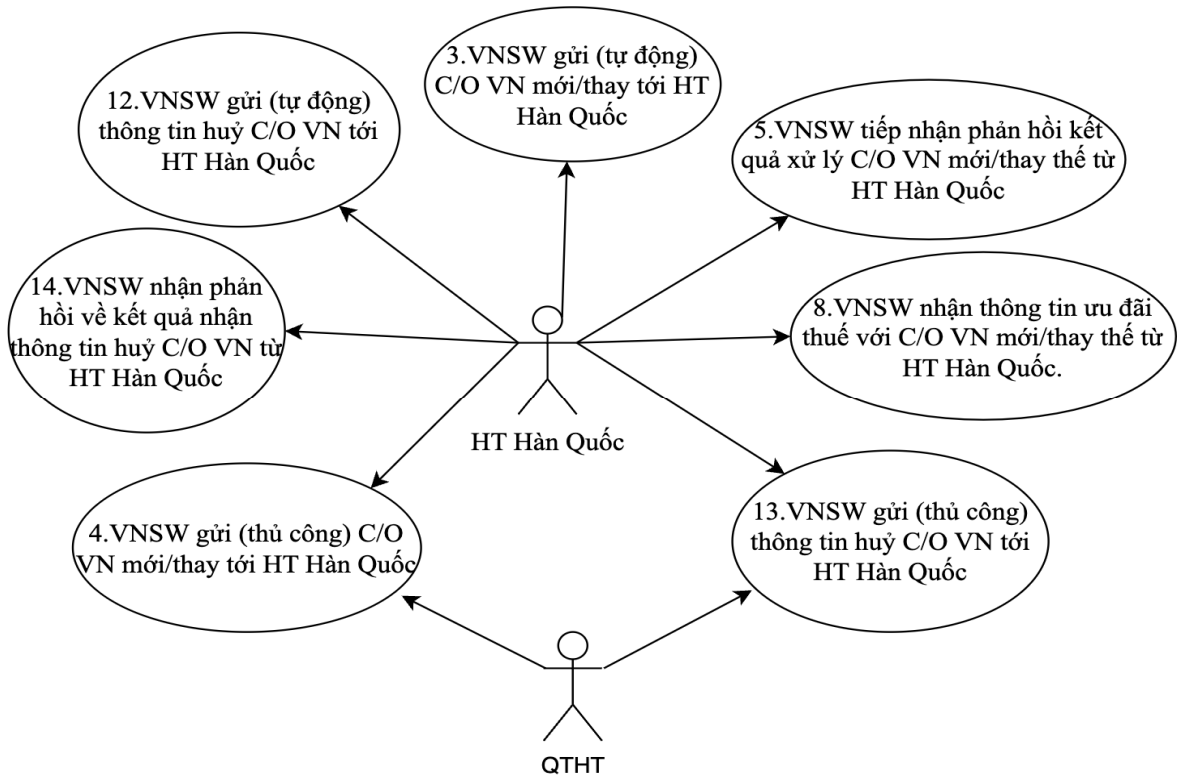 3.VNSW gửi (tự động)
C/O VN mới/thay tới HT
Hàn Quốc
12.VNSW gửi (tự động)
thông tin huỷ C/O VN tới
HT Hàn Quốc
5.VNSW tiếp nhận phản hồi kết
quả xử lý C/O VN mới/thay thế từ
HT Hàn Quốc
14.VNSW nhận phản
hồi về kết quả nhận
thông tin huỷ C/O VN từ
HT Hàn Quốc
8.VNSW nhận thông tin ưu đãi
thuế với C/O VN mới/thay thế từ
HT Hàn Quốc.
HT Hàn Quốc
4.VNSW gửi (thủ công) C/O
VN mới/thay tới HT Hàn Quốc
13.VNSW gửi (thủ công)
thông tin huỷ C/O VN tới
HT Hàn Quốc
QTHT